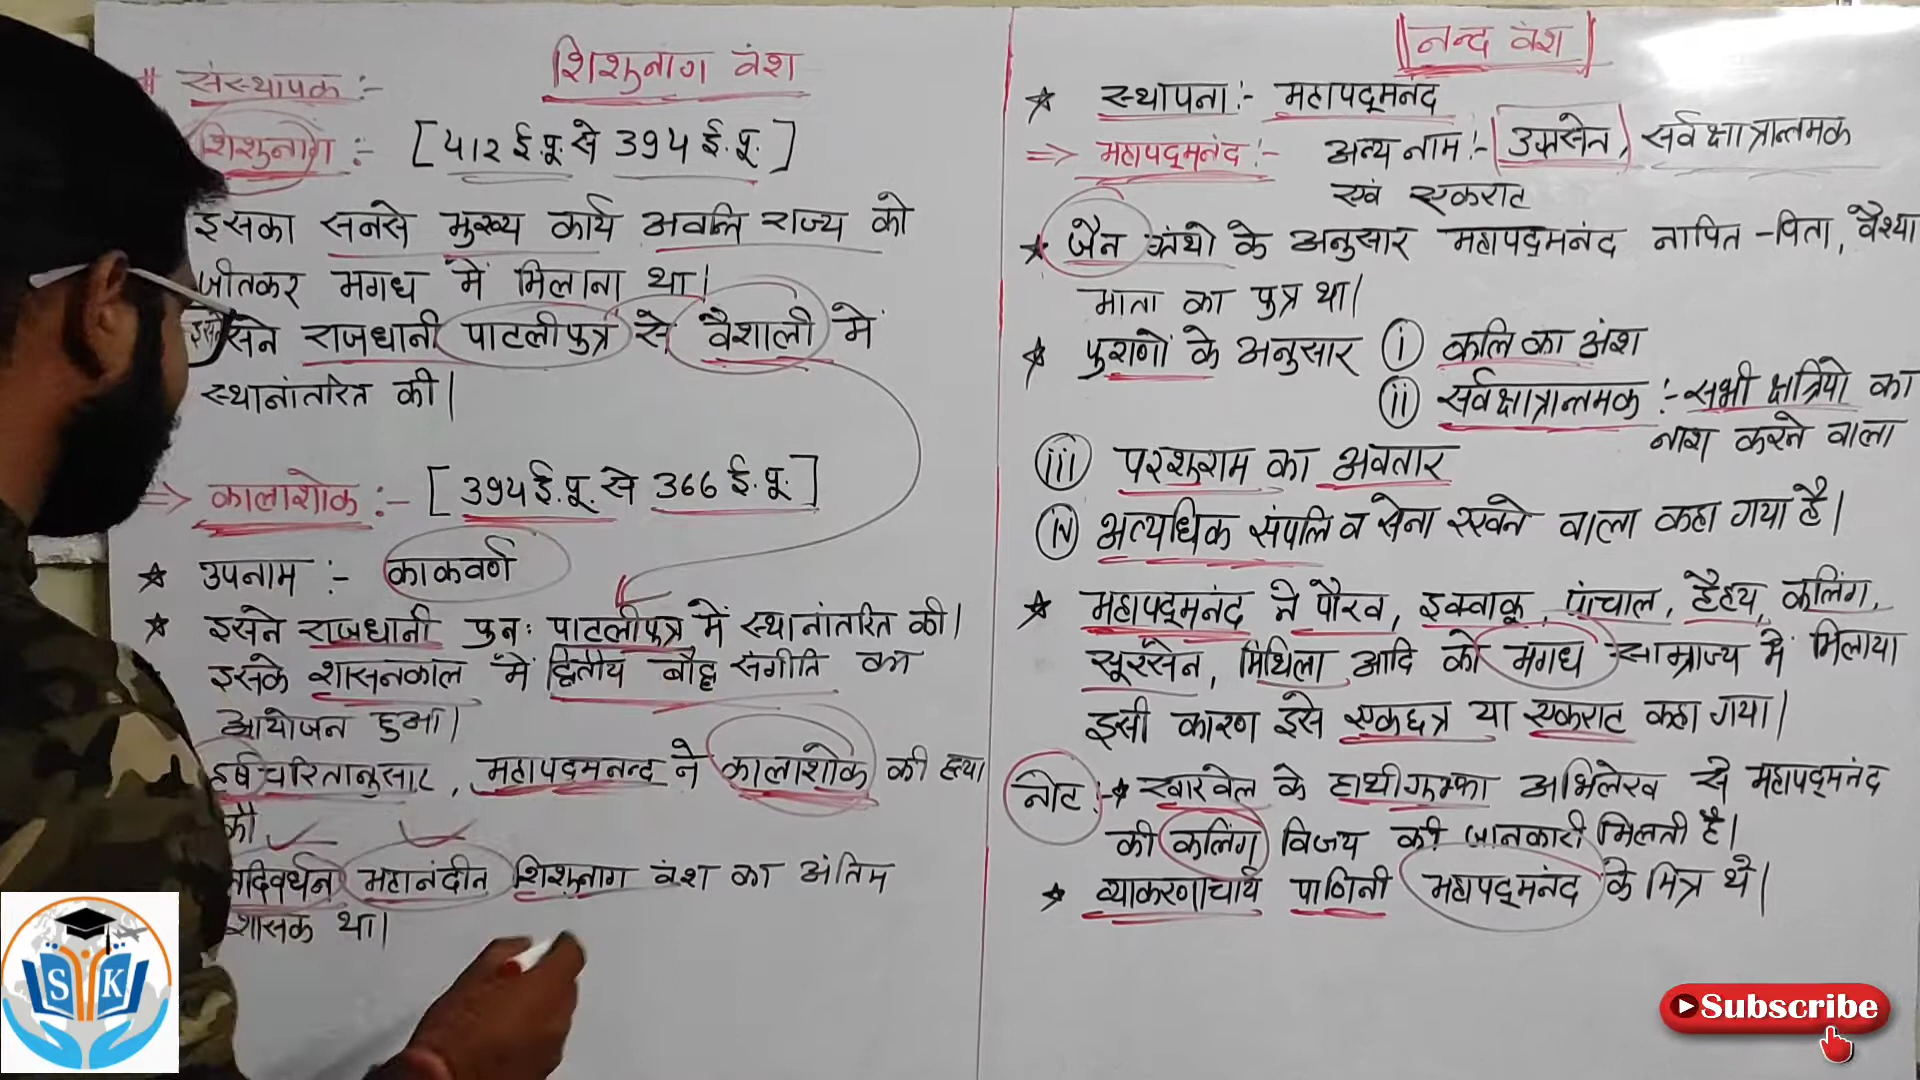 शिशुनाग वंश
# संस्थापक :-
शिशुनाग :- [412 ई.पू. से 394 ई.पू.]
इसका सबसे मुख्य कार्य अवन्ति राज्य को
जीतकर मगध में मिलाना था।
इसने राजधानी पाटलीपुत्र से वैशाली में
स्थानांतरित की।
=> कालाशोक :- [394 ई.पू. से 366 ई.पू.]
★ उपनाम :- काकवर्ण
★ इसने राजधानी पुनः पाटलीपुत्र में स्थानांतरित की।
इसके शासनकाल में द्वितीय बौद्ध संगीति का
आयोजन हुआ।
हर्षचरितानुसार, महापद्मनन्द ने कालाशोक की हत्या
की
महानंदीन शिशुनाग वंश का अंतिम
शासक था।
नन्द वंश
★ स्थापना :- महापद्मनंद
=> महापद्मनंद :- अन्य नाम :- उग्रसेन, सर्वक्षात्रान्तमक
एवं एकराट
★ जैन ग्रंथो के अनुसार महापद्मनंद नापित - पिता, वैश्या
माता का पुत्र था।
★ पुराणों के अनुसार (i) कलि का अंश
(ii) सर्वक्षात्रान्तमक :- सभी क्षत्रियो का
नाश करने वाला
(iii) परशुराम का अवतार
(iv) अत्यधिक संपत्ति व सेना रखने वाला कहा गया है।
★ महापद्मनंद ने पौरव, इक्वाकू, पांचाल, हैहय, कलिंग,
सूरसेन, मिथिला आदि को मगध साम्राज्य में मिलाया
इसी कारण इसे एकछत्र या एकराट कहा गया।
नोट :- ★ खारवेल के हाथीगुम्फा अभिलेख से महापद्मनंद
की कलिंग विजय की जानकारी मिलती है।
★ व्याकरणाचार्य पाणिनी महापद्मनंद के मित्र थे।
SK
Subscribe